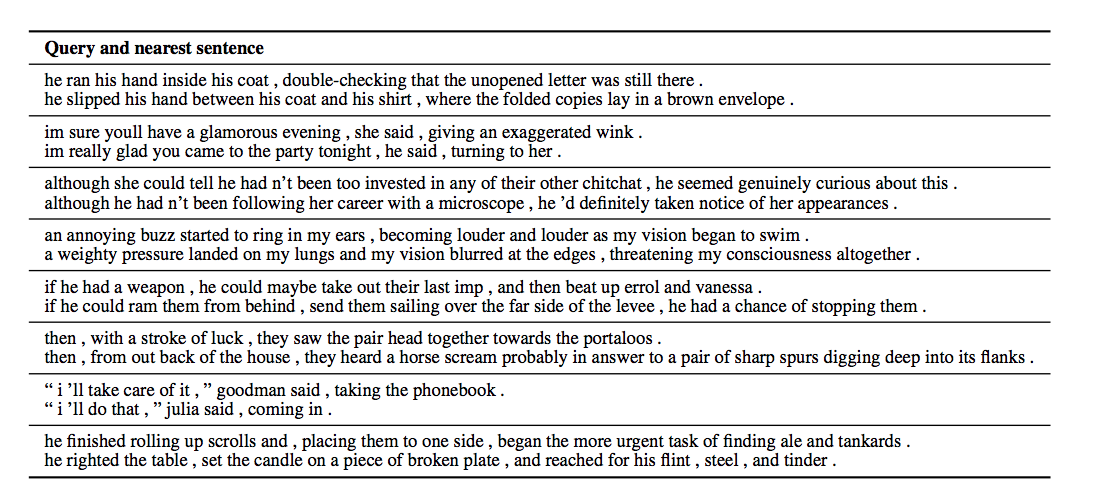 Query and nearest sentence
he ran his hand inside his coat , double-checking that the unopened letter was still there .
he slipped his hand between his coat and his shirt , where the folded copies lay in a brown envelope .
im sure youll have a glamorous evening , she said , giving an exaggerated wink .
im really glad you came to the party tonight , he said , turning to her .
although she could tell he had n’t been too invested in any of their other chitchat , he seemed genuinely curious about this .
although he had n’t been following her career with a microscope , he ’d definitely taken notice of her appearances .
an annoying buzz started to ring in my ears , becoming louder and louder as my vision began to swim .
a weighty pressure landed on my lungs and my vision blurred at the edges , threatening my consciousness altogether .
if he had a weapon , he could maybe take out their last imp , and then beat up errol and vanessa .
if he could ram them from behind , send them sailing over the far side of the levee , he had a chance of stopping them .
then , with a stroke of luck , they saw the pair head together towards the portaloos .
then , from out back of the house , they heard a horse scream probably in answer to a pair of sharp spurs digging deep into its flanks .
“ i ’ll take care of it , ” goodman said , taking the phonebook .
“ i ’ll do that , ” julia said , coming in .
he finished rolling up scrolls and , placing them to one side , began the more urgent task of finding ale and tankards .
he righted the table , set the candle on a piece of broken plate , and reached for his flint , steel , and tinder .